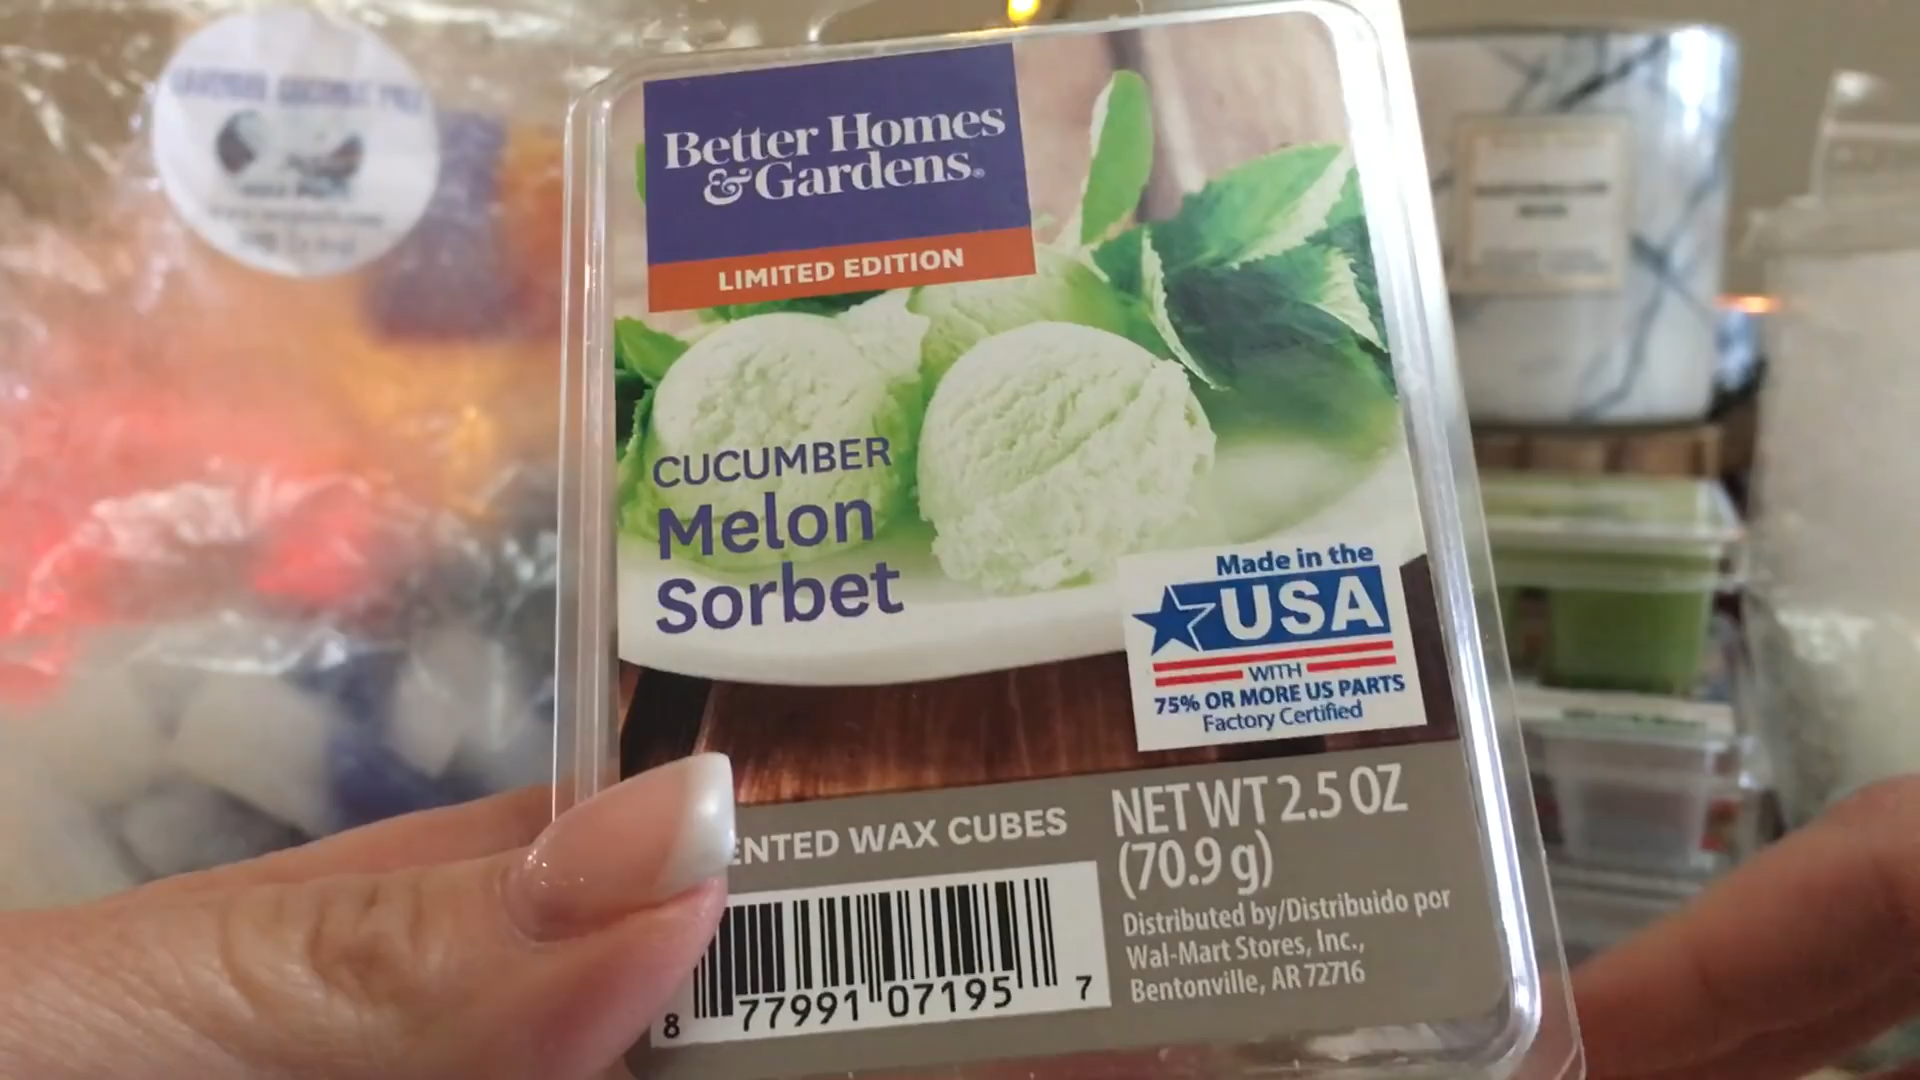 Better Homes
& Gardens®
LIMITED EDITION
CUCUMBER
Melon
Sorbet
Made in the
USA
WITH
75% OR MORE US PARTS
Factory Certified
ENTED WAX CUBES
NET WT 2.5 OZ
(70.9 g)
Distributed by/Distribuido por
Wal-Mart Stores, Inc.,
Bentonville, AR 72716
8 77991 07195 7